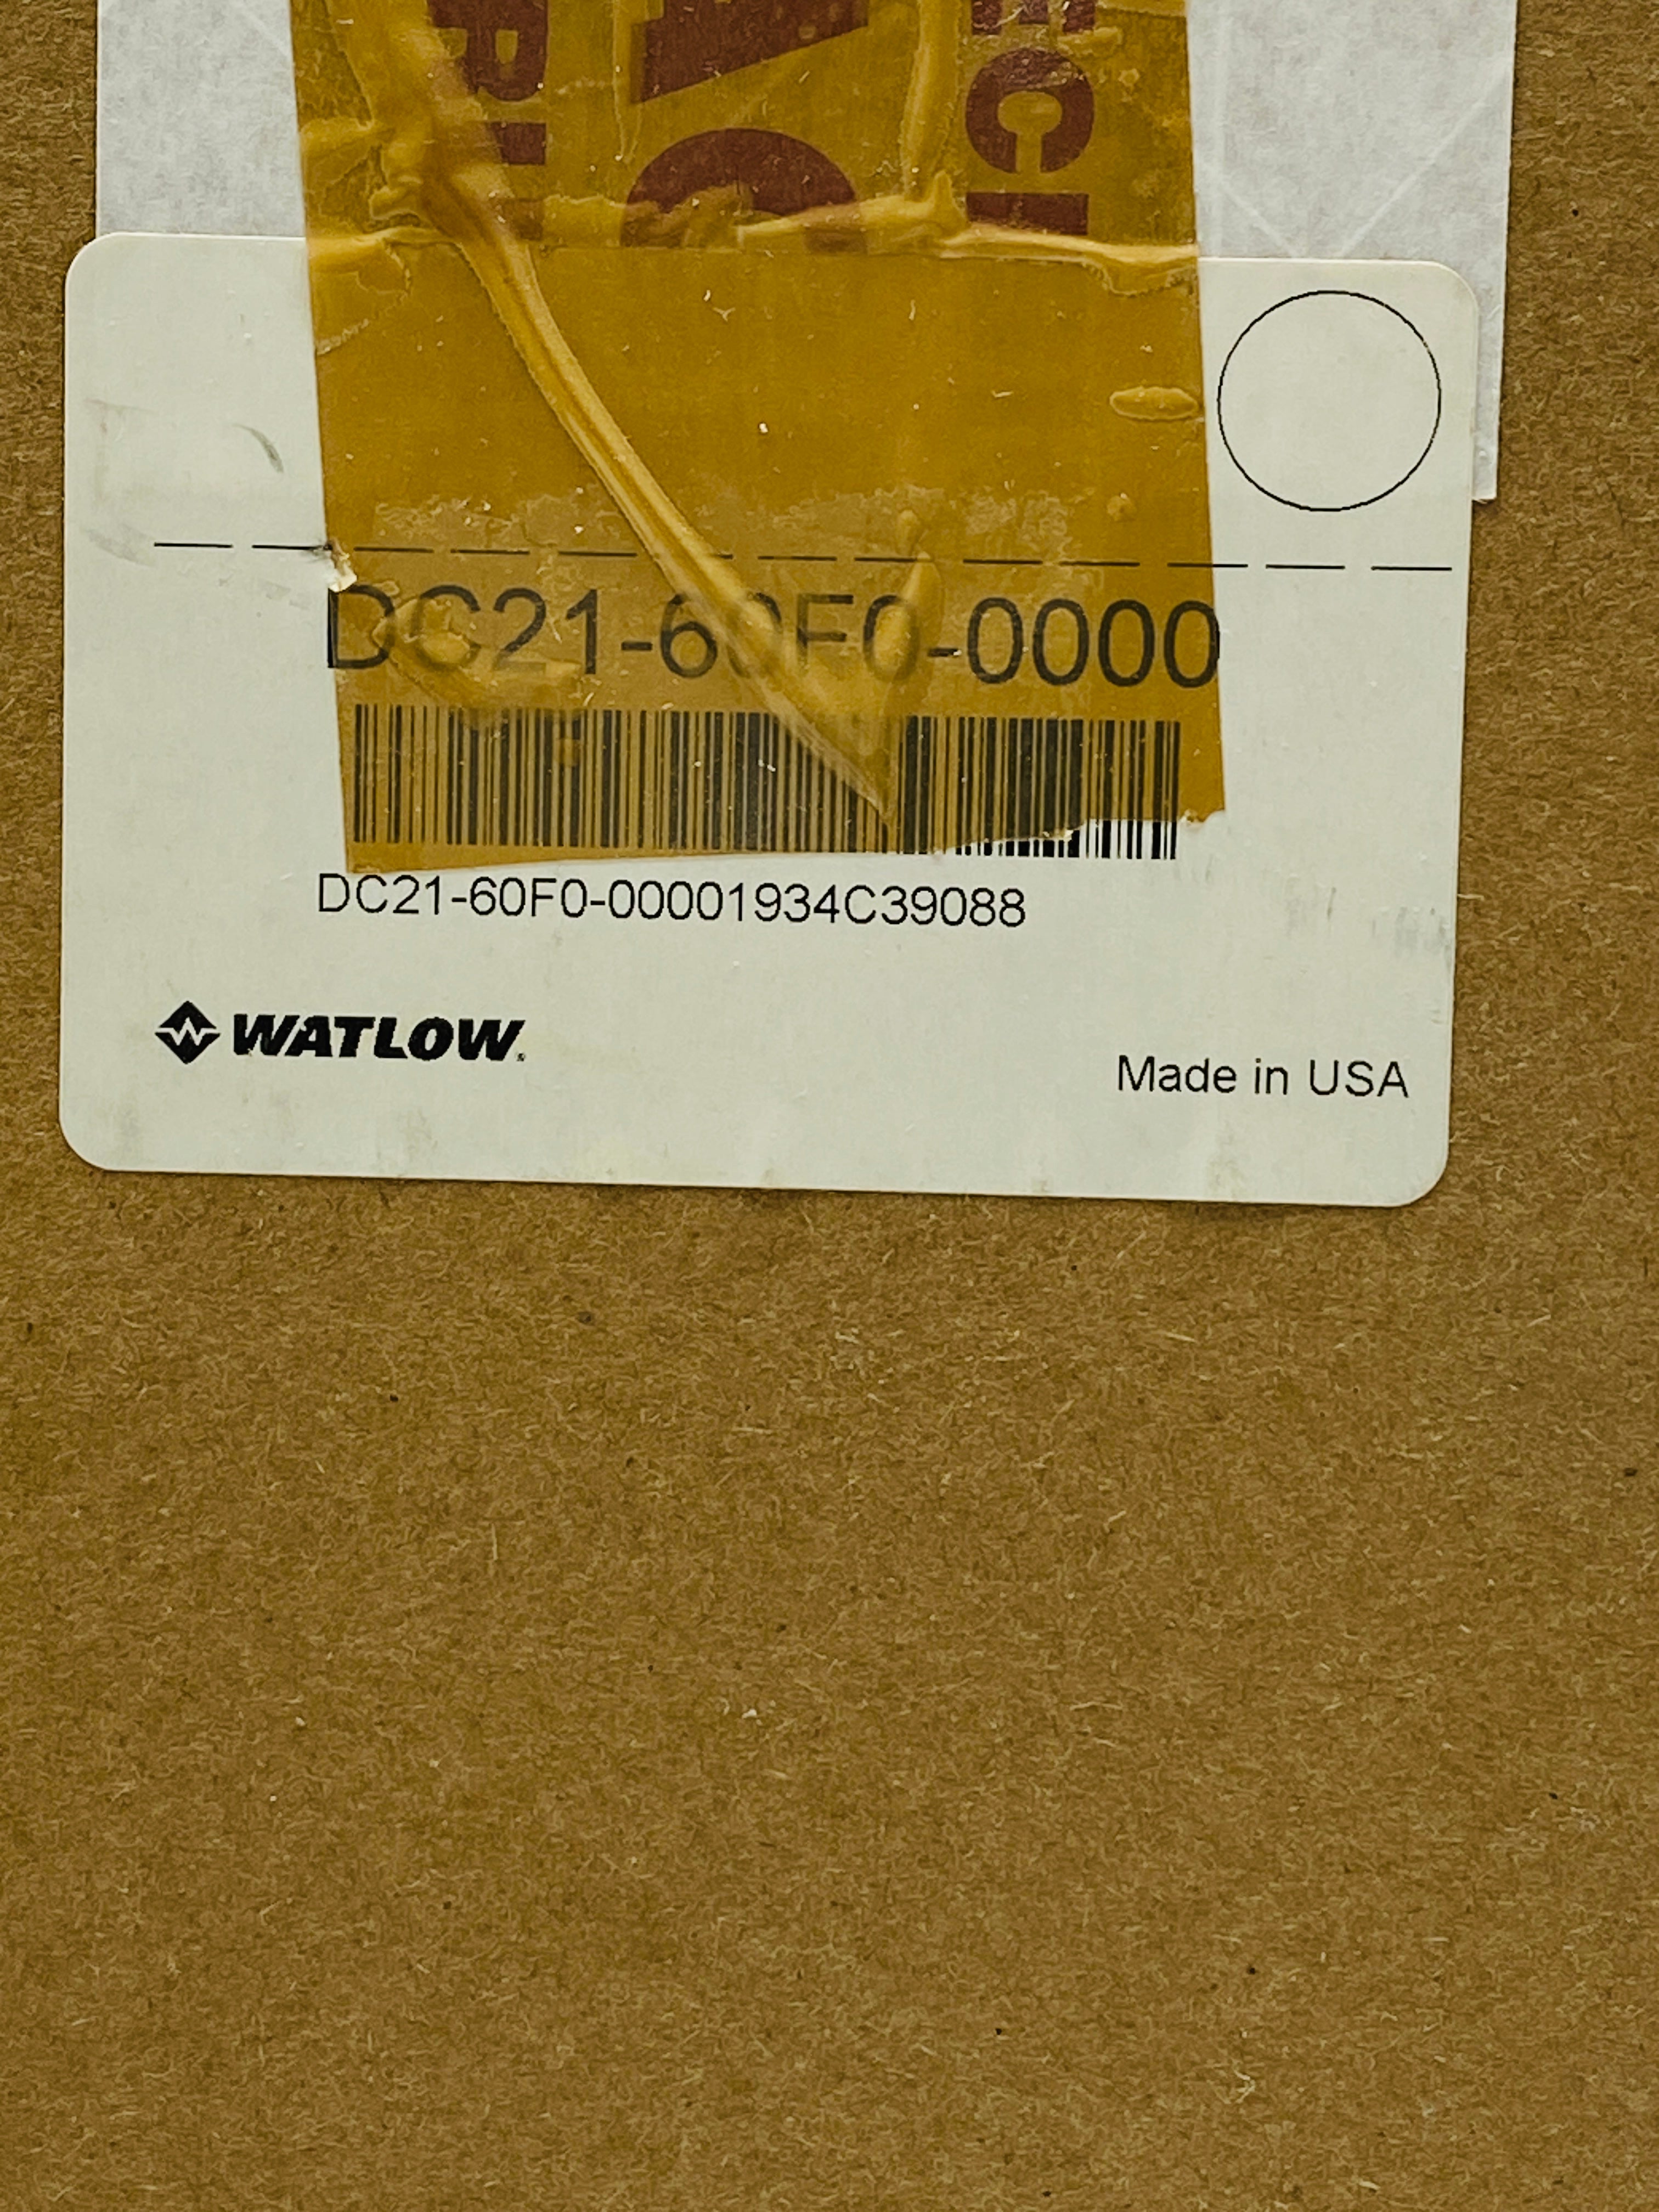 DC21-60F0-0000
DC21-60F0-00001934C39088
WATLOW
Made in USA